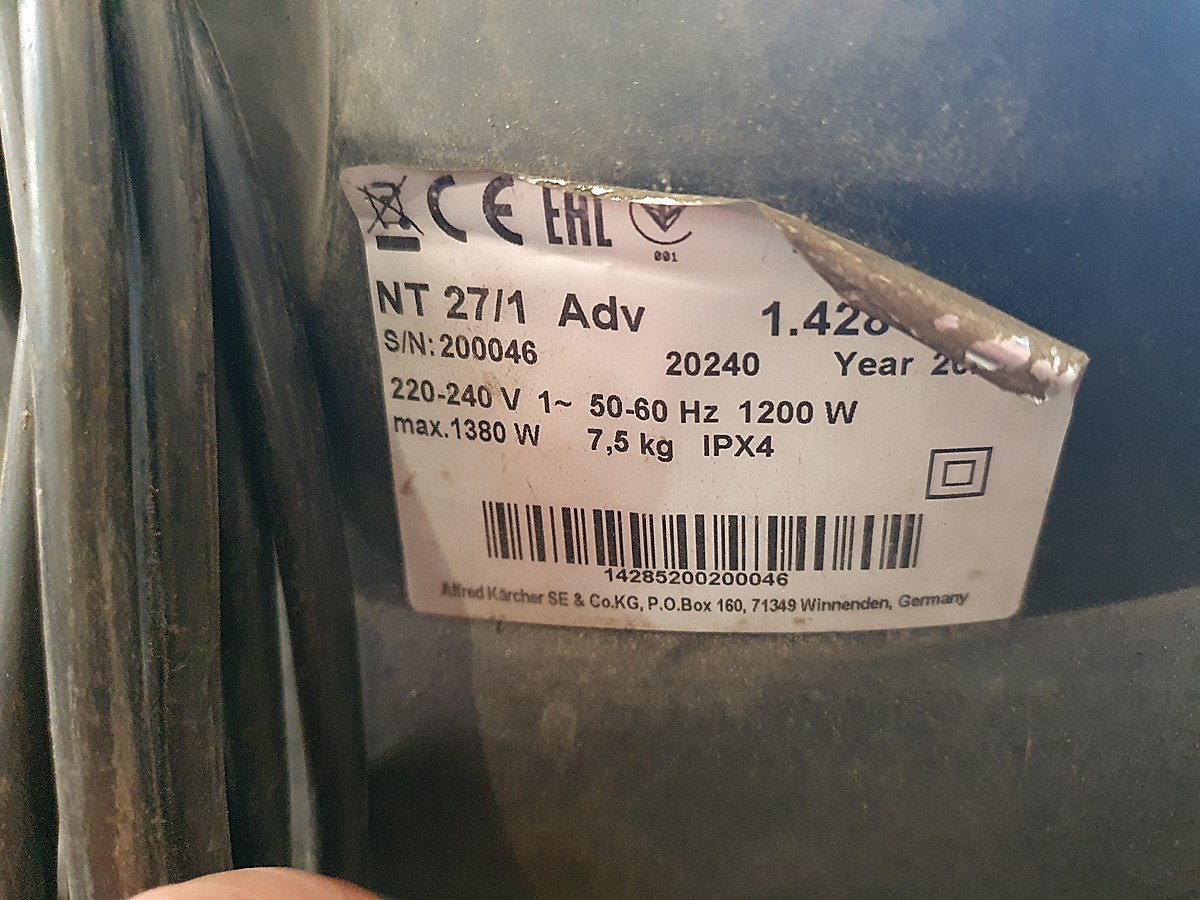 CE EAC
001
NT 27/1 Adv 1.428
S/N: 200046 20240 Year
220-240 V 1~ 50-60 Hz 1200 W
max.1380 W 7,5 kg IPX4
14285200200046
Alfred Kärcher SE & Co.KG, P.O.Box 160, 71349 Winnenden, Germany